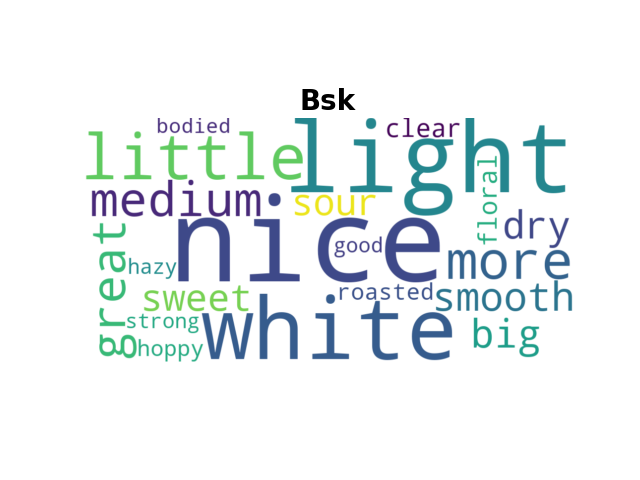 Bsk
bodied
clear
little
light
medium
sour
floral
nice
dry
great
good
hazy
more
sweet
roasted
smooth
strong
white
big
hoppy